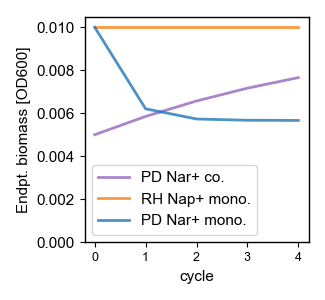 Endpt. biomass [OD600]
0.010
0.008
0.006
0.004
0.002
0.000
PD Nar+ co.
RH Nap+ mono.
PD Nar+ mono.
0 1 2 3 4
cycle